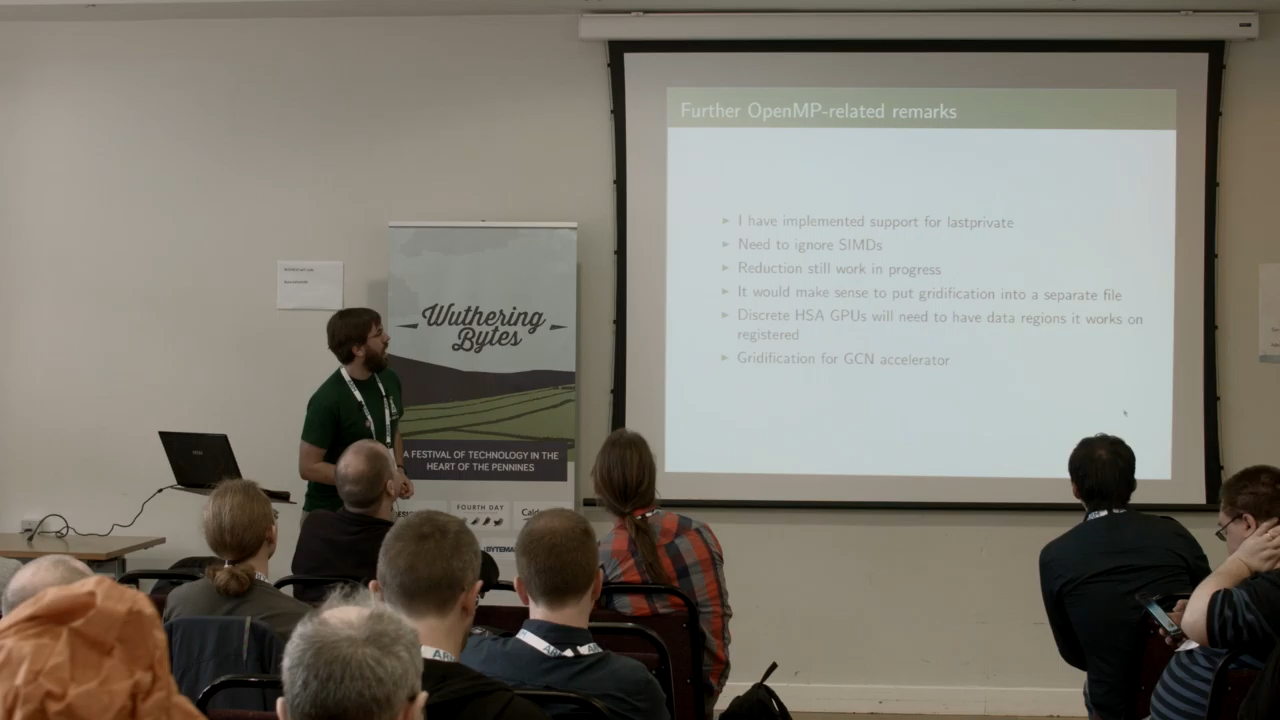 Further OpenMP-related remarks
I have implemented support for lastprivate
Need to ignore SIMDs
Reduction still work in progress
It would make sense to put gridification into a separate file
Discrete HSA GPUs will need to have data regions it works on
registered
Gridification for GCN accelerator
Wuthering
Bytes
A FESTIVAL OF TECHNOLOGY IN THE
HEART OF THE PENNINES
FOURTH DAY